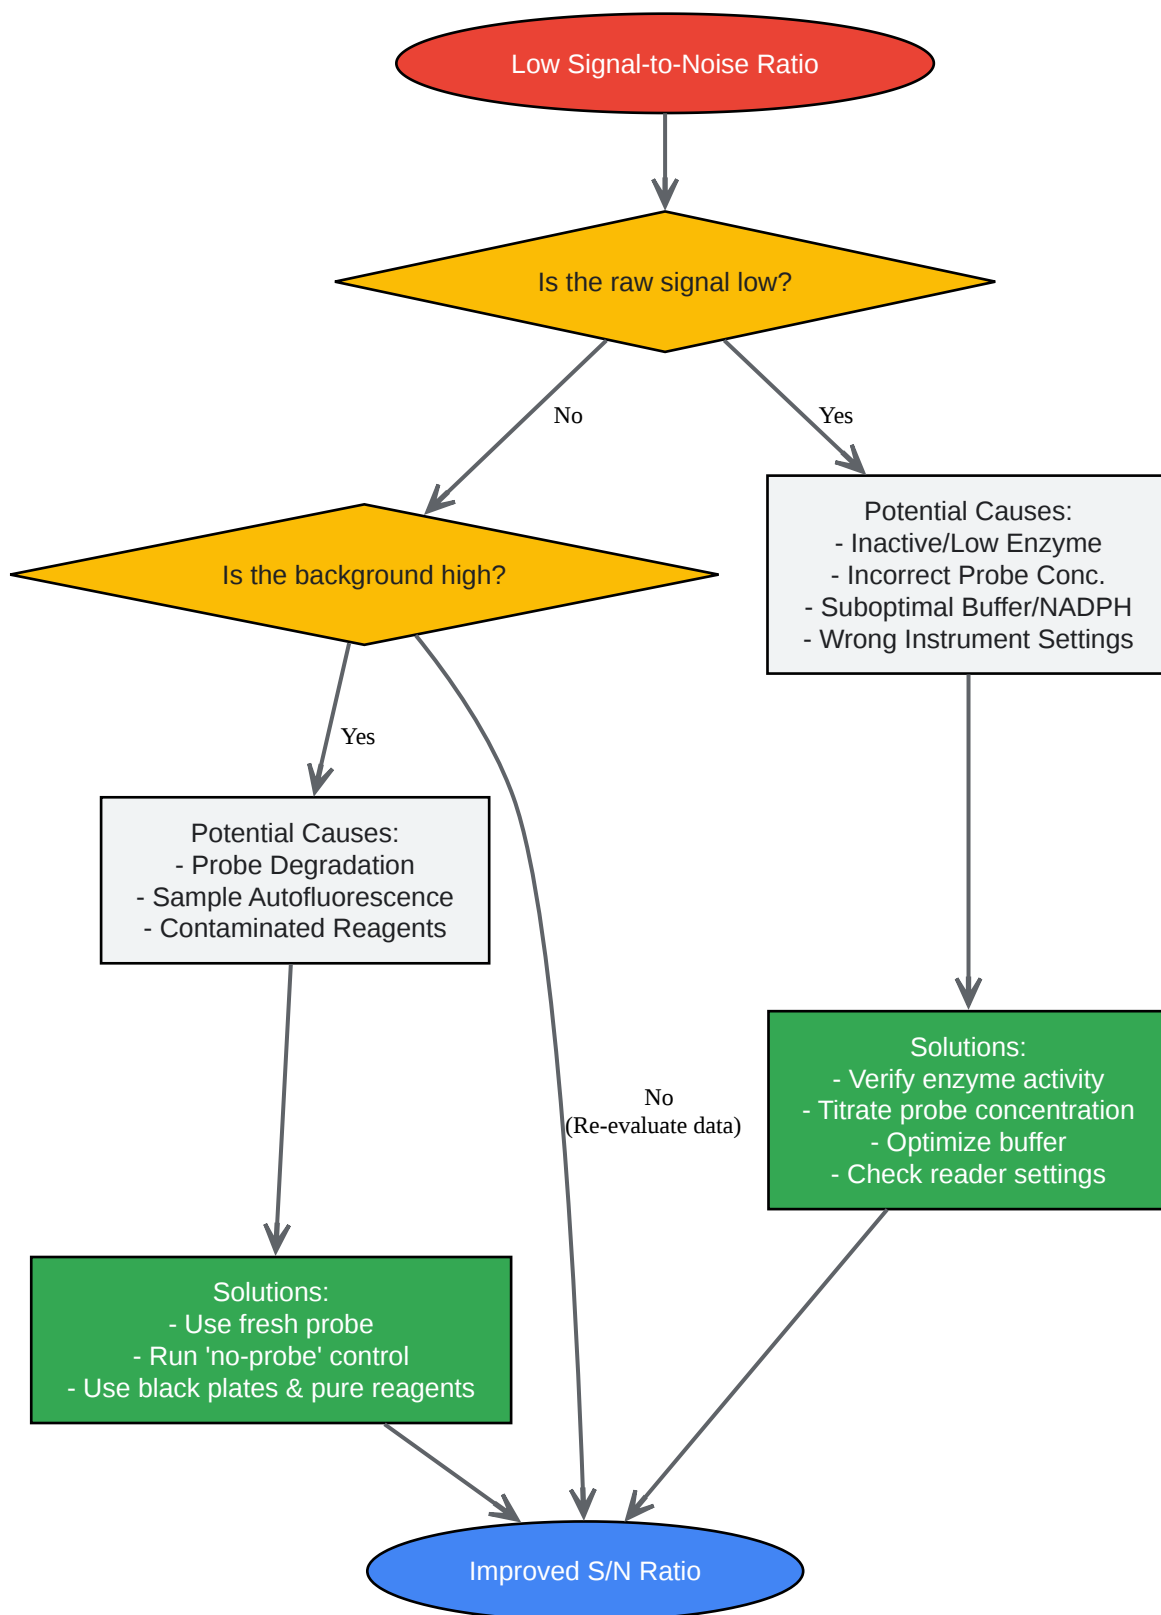 Low Signal-to-Noise Ratio
Is the raw signal low?
No
Yes
Potential Causes:
- Inactive/Low Enzyme
- Incorrect Probe Conc.
- Suboptimal Buffer/NADPH
- Wrong Instrument Settings
Is the background high?
Yes
Potential Causes:
- Probe Degradation
- Sample Autofluorescence
- Contaminated Reagents
No
(Re-evaluate data)
Solutions:
- Verify enzyme activity
- Titrate probe concentration
- Optimize buffer
- Check reader settings
Solutions:
- Use fresh probe
- Run 'no-probe' control
- Use black plates & pure reagents
Improved S/N Ratio